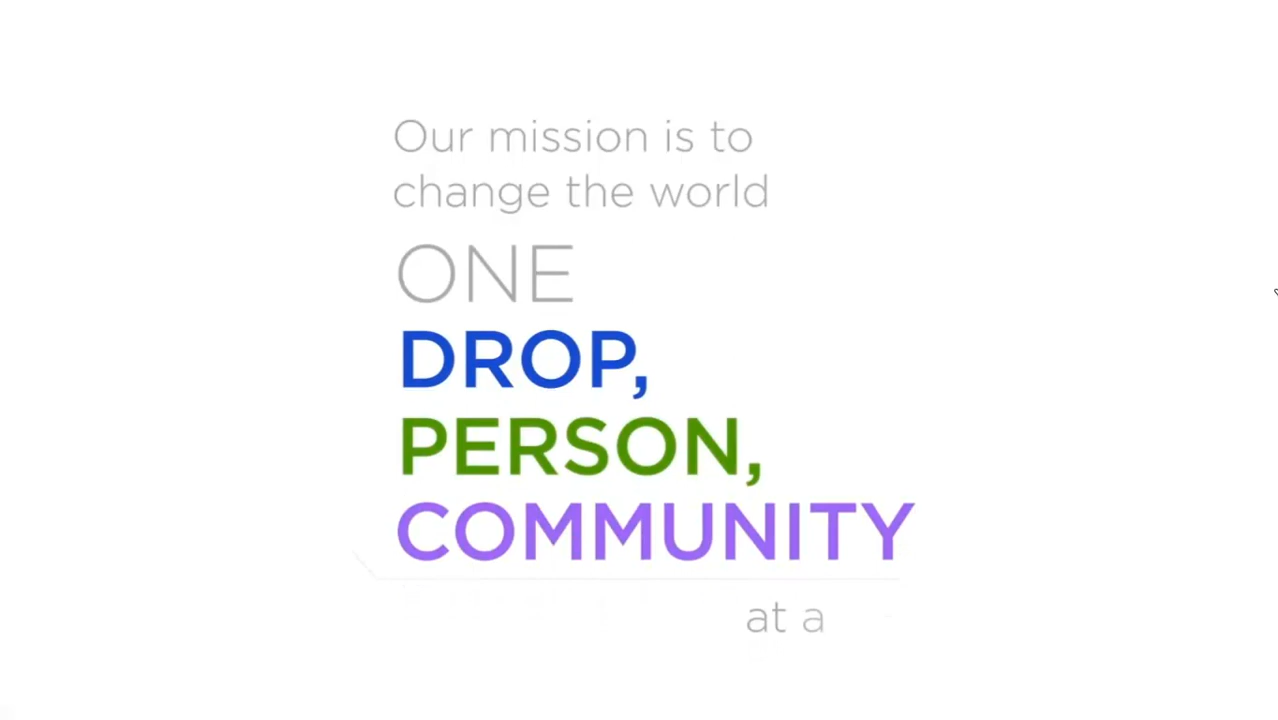 Our mission is to
change the world
ONE
DROP,
PERSON,
COMMUNITY
at a